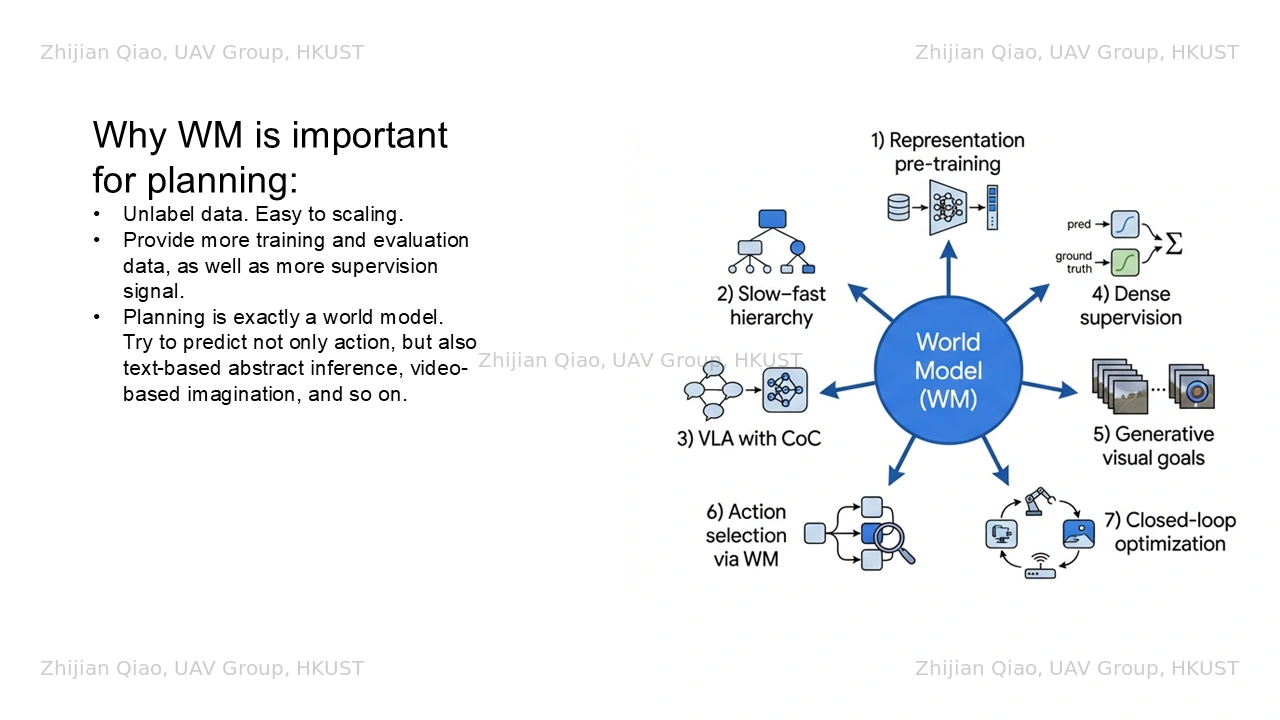 Zhijian Qiao, UAV Group, HKUST
Zhijian Qiao, UAV Group, HKUST
Why WM is important
for planning:
• Unlabel data. Easy to scaling.
• Provide more training and evaluation
data, as well as more supervision
signal.
• Planning is exactly a world model.
Try to predict not only action, but also
text-based abstract inference, video-
based imagination, and so on.
Zhijian Qiao, UAV Group, HKUST
1) Representation
pre-training
2) Slow–fast
hierarchy
3) VLA with CoC
pred
ground
truth
Σ
4) Dense
supervision
World
Model
(WM)
5) Generative
visual goals
6) Action
selection
via WM
7) Closed-loop
optimization
Zhijian Qiao, UAV Group, HKUST
Zhijian Qiao, UAV Group, HKUST